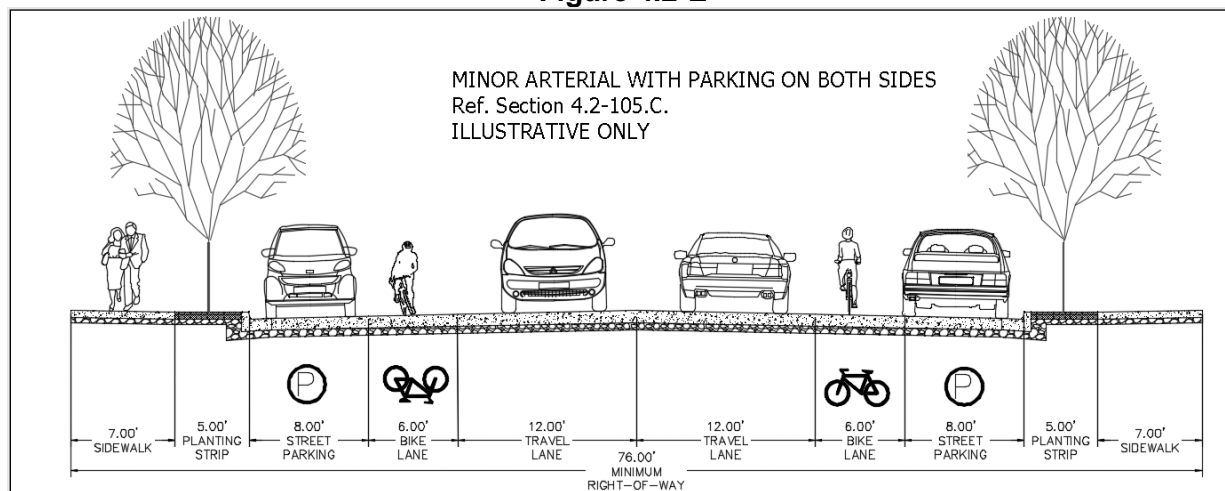 MINOR ARTERIAL WITH PARKING ON BOTH SIDES
Ref. Section 4.2-105.C.
ILLUSTRATIVE ONLY
P
P
7.00'
SIDEWALK
5.00'
PLANTING
STRIP
8.00'
STREET
PARKING
6.00'
BIKE
LANE
12.00'
TRAVEL
LANE
12.00'
TRAVEL
LANE
6.00'
BIKE
LANE
8.00'
STREET
PARKING
5.00'
PLANTING
STRIP
7.00'
SIDEWALK
76.00'
MINIMUM
RIGHT-OF-WAY